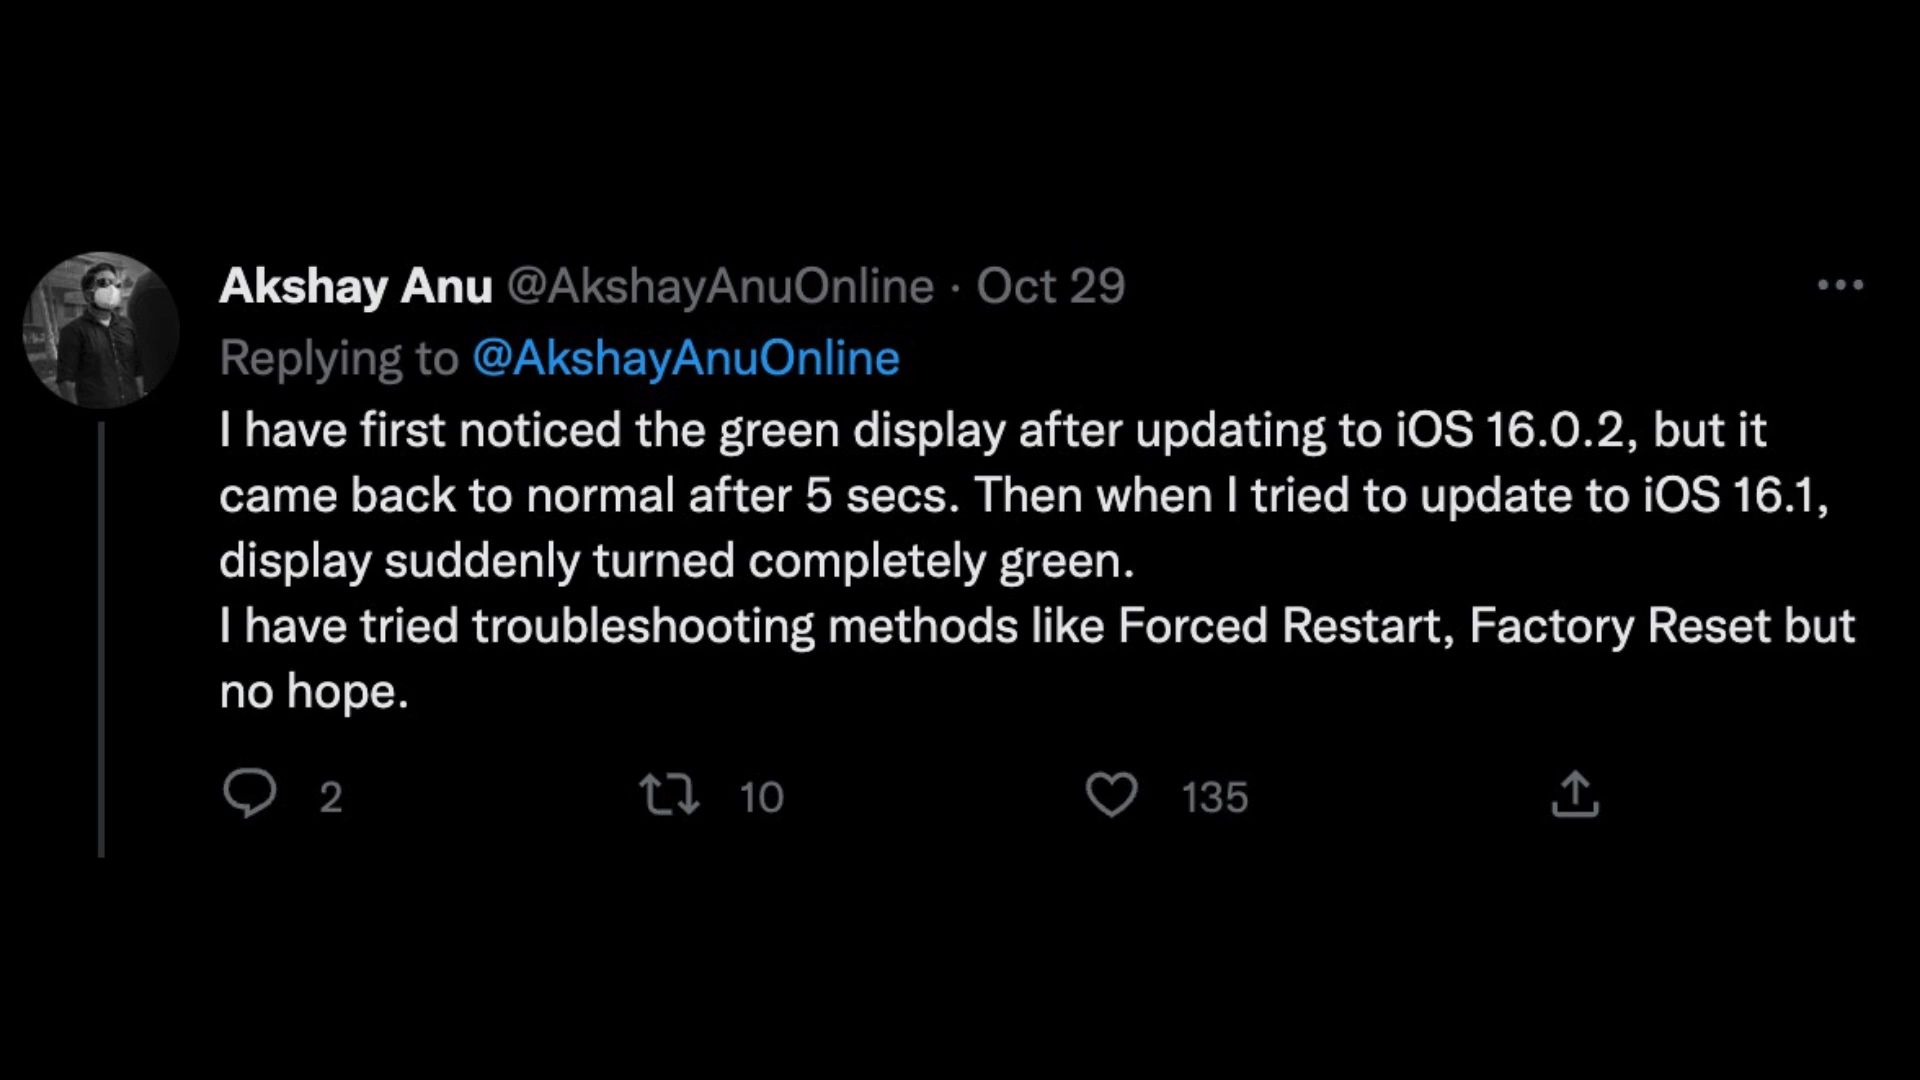 Akshay Anu @AkshayAnuOnline · Oct 29
Replying to @AkshayAnuOnline
I have first noticed the green display after updating to iOS 16.0.2, but it
came back to normal after 5 secs. Then when I tried to update to iOS 16.1,
display suddenly turned completely green.
I have tried troubleshooting methods like Forced Restart, Factory Reset but
no hope.
2 10 135